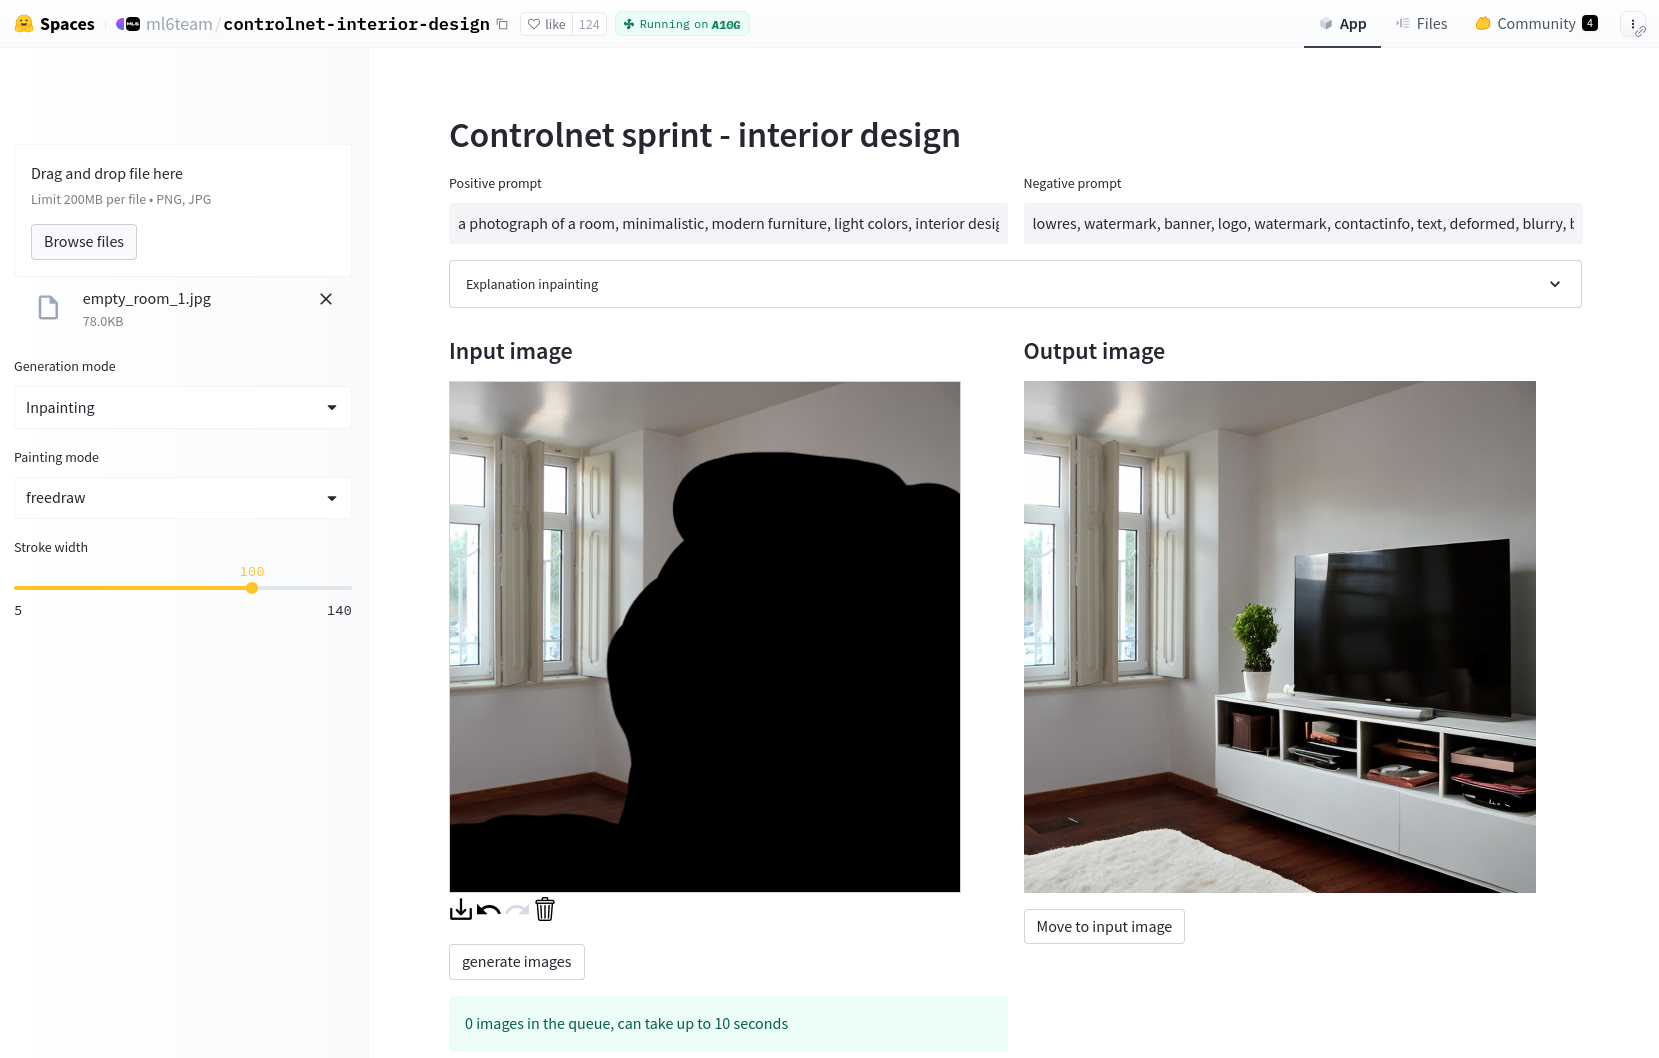 Spaces
ml6team/controlnet-interior-design
like 124
Running on A10G
App
Files
Community 4
Drag and drop file here
Limit 200MB per file • PNG, JPG
Browse files
empty_room_1.jpg
78.0KB
Generation mode
Inpainting
Painting mode
freedraw
Stroke width
100
5 140
Controlnet sprint - interior design
Positive prompt
a photograph of a room, minimalistic, modern furniture, light colors, interior desig
Negative prompt
lowres, watermark, banner, logo, watermark, contactinfo, text, deformed, blurry, b
Explanation inpainting
Input image
Output image
generate images
0 images in the queue, can take up to 10 seconds
Move to input image